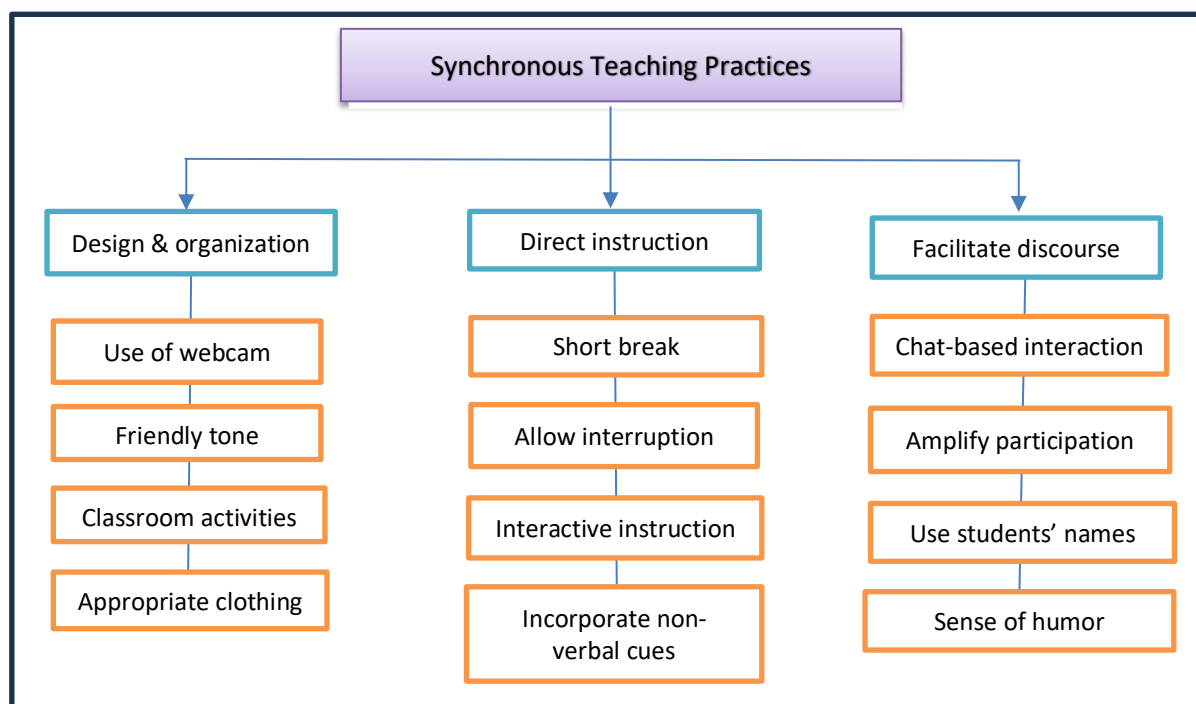 Synchronous Teaching Practices
Design & organization
Use of webcam
Friendly tone
Classroom activities
Appropriate clothing
Direct instruction
Short break
Allow interruption
Interactive instruction
Incorporate non-
verbal cues
Facilitate discourse
Chat-based interaction
Amplify participation
Use students’ names
Sense of humor